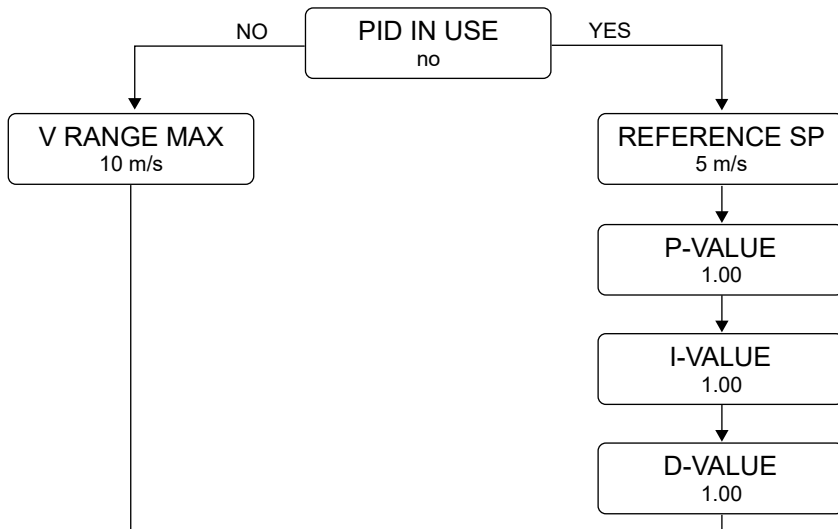 PID IN USE
no
NO
YES
V RANGE MAX
10 m/s
REFERENCE SP
5 m/s
P-VALUE
1.00
I-VALUE
1.00
D-VALUE
1.00